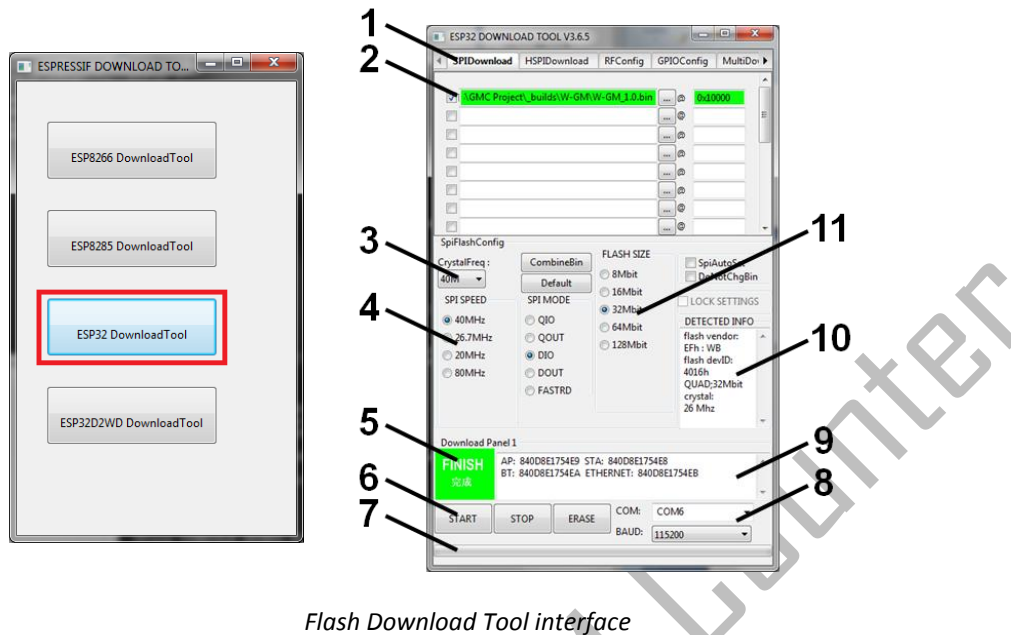 ESPRESSIF DOWNLOAD TO...
ESP8266 DownloadTool
ESP8285 DownloadTool
ESP32 DownloadTool
ESP32D2WD DownloadTool
1
2
3
4
5
6
7
ESP32 DOWNLOAD TOOL V3.6.5
SPIDownload HSPIDownload RFConfig GPIOConfig MultiDo
\GMC Project\_builds\W-GM\W-GM_1.0.bin ... @ 0x10000
... @
... @
... @
... @
... @
... @
... @
SpiFlashConfig
CrystalFreq :
40M
CombineBin
Default
SPI SPEED
40MHz
26.7MHz
20MHz
80MHz
SPI MODE
QIO
QOUT
DIO
DOUT
FASTRD
FLASH SIZE
8Mbit
16Mbit
32Mbit
64Mbit
128Mbit
SpiAutoSet
DoNotChgBin
LOCK SETTINGS
DETECTED INFO
flash vendor:
EFh : WB
flash devID:
4016h
QUAD;32Mbit
crystal:
26 Mhz
Download Panel 1
FINISH
完成
AP: 840D8E1754E9 STA: 840D8E1754E8
BT: 840D8E1754EA ETHERNET: 840D8E1754EB
START STOP ERASE
COM: COM6
BAUD: 115200
11
10
9
8
Flash Download Tool interface
Counter